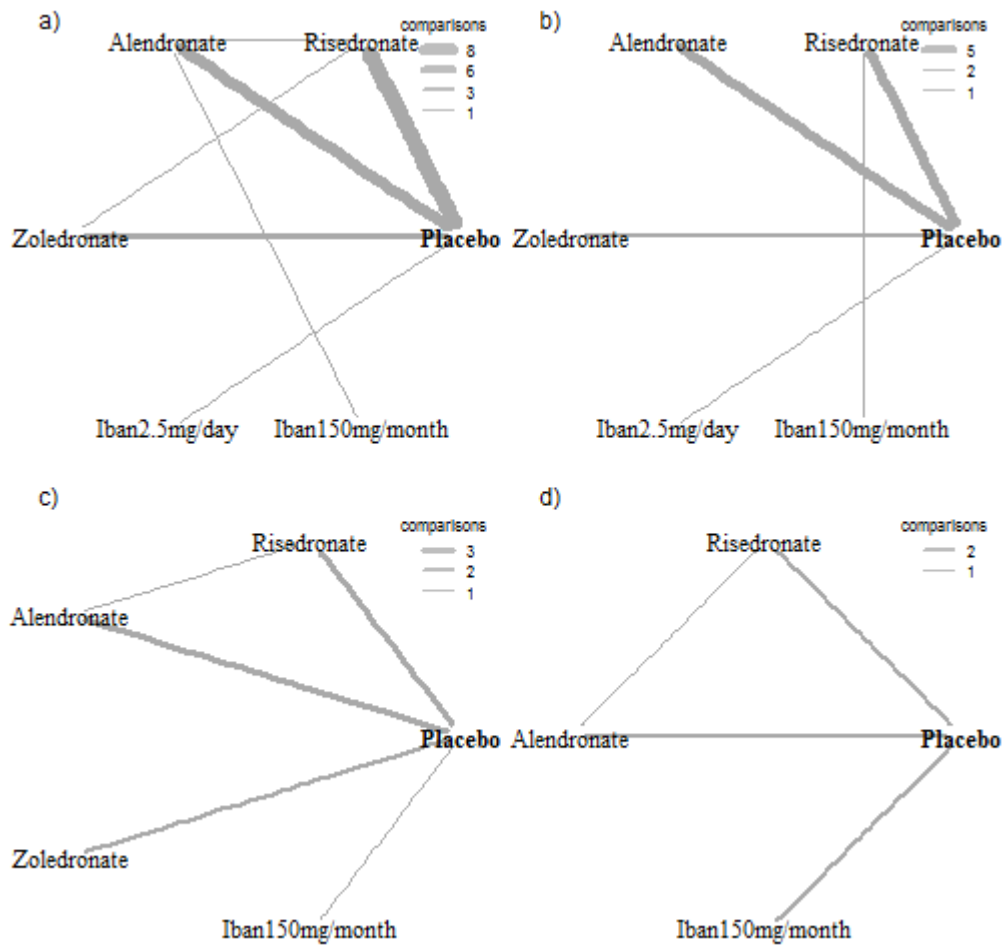 a)
comparisons
Alendronate
Risedronate
8
6
3
1
Zoledronate
Placebo
Iban2.5mg/day
Iban150mg/month
b)
comparisons
Alendronate
Risedronate
5
2
1
Zoledronate
Placebo
Iban2.5mg/day
Iban150mg/month
c)
comparisons
Risedronate
3
2
1
Alendronate
Placebo
Zoledronate
Iban150mg/month
d)
comparisons
Risedronate
2
1
Alendronate
Placebo
Iban150mg/month